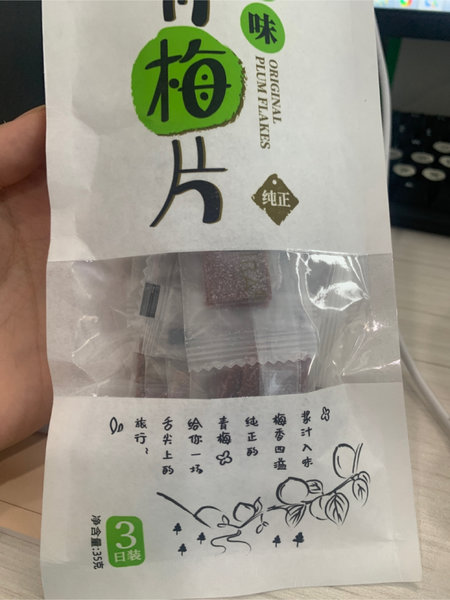 梅片
味
ORIGINAL
PLUM FLAKES
纯正
浆汁入味
梅香四溢
纯正的
青梅
给你一场
舌尖上的
旅行~
3
日装
净含量:35克